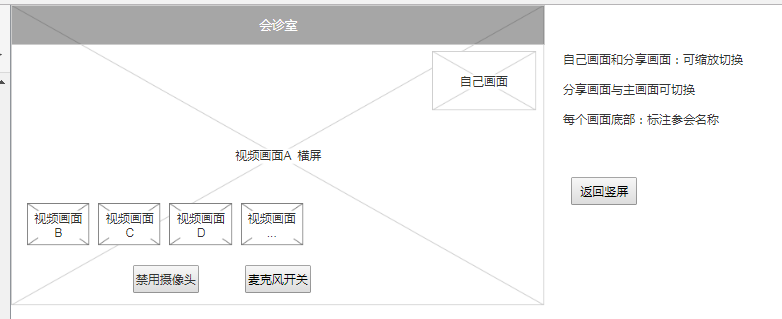 会诊室
自己画面
视频画面A 横屏
视频画面
B
视频画面
C
视频画面
D
视频画面
...
禁用摄像头
麦克风开关
自己画面和分享画面：可缩放切换
分享画面与主画面可切换
每个画面底部：标注参会名称
返回竖屏